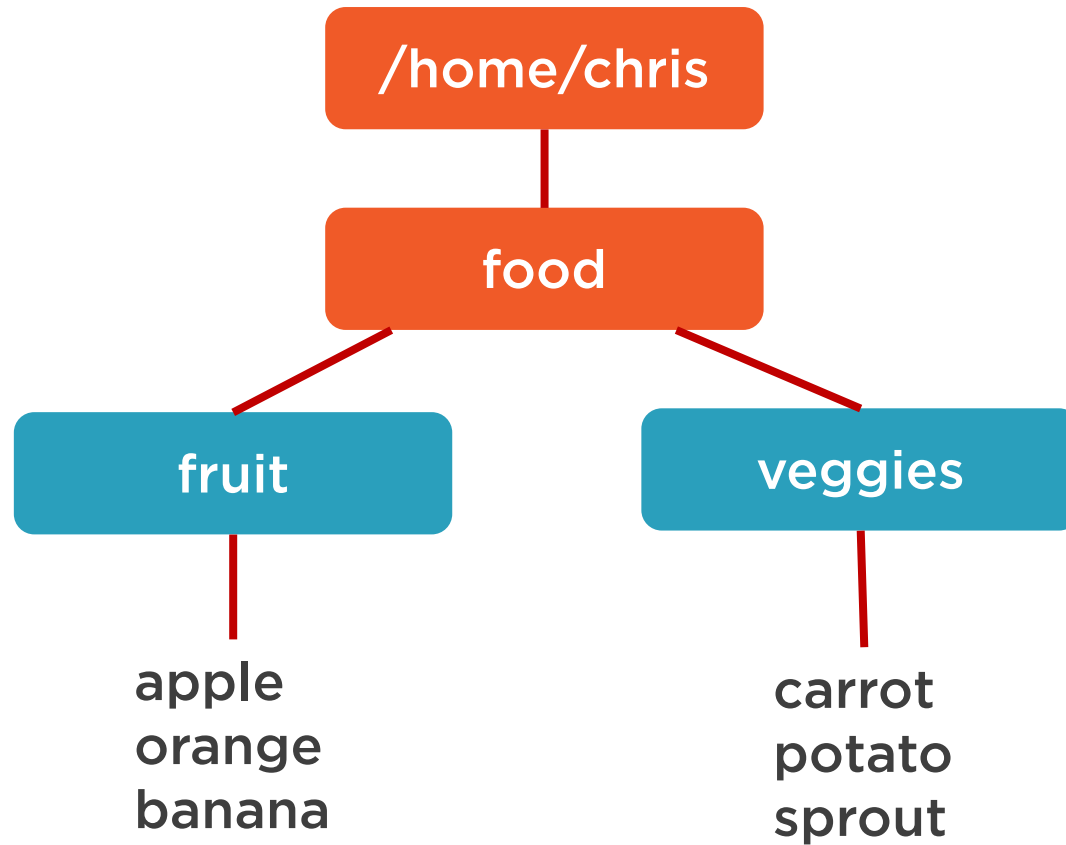 /home/chris
food
fruit
veggies
apple
orange
banana
carrot
potato
sprout